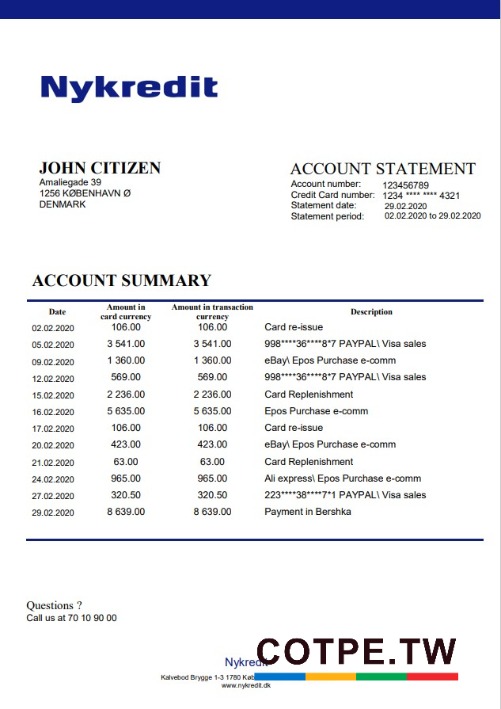 Nykredit
JOHN CITIZEN
Amaliegade 39
1256 KØBENHAVN Ø
DENMARK
ACCOUNT STATEMENT
Account number: 123456789
Credit Card number: 1234 **** **** 4321
Statement date: 29.02.2020
Statement period: 02.02.2020 to 29.02.2020
ACCOUNT SUMMARY
Date Amount in card currency Amount in transaction currency Description
02.02.2020 106.00 106.00 Card re-issue
05.02.2020 3 541.00 3 541.00 998****36****8*7 PAYPAL\ Visa sales
09.02.2020 1 360.00 1 360.00 eBay\ Epos Purchase e-comm
12.02.2020 569.00 569.00 998****36****8*7 PAYPAL\ Visa sales
15.02.2020 2 236.00 2 236.00 Card Replenishment
16.02.2020 5 635.00 5 635.00 Epos Purchase e-comm
17.02.2020 106.00 106.00 Card re-issue
20.02.2020 423.00 423.00 eBay\ Epos Purchase e-comm
21.02.2020 63.00 63.00 Card Replenishment
24.02.2020 965.00 965.00 Ali express\ Epos Purchase e-comm
27.02.2020 320.50 320.50 223****38****7*1 PAYPAL\ Visa sales
29.02.2020 8 639.00 8 639.00 Payment in Bershka
Questions ?
Call us at 70 10 90 00
COTPE.TW
Nykredit
Kalvebod Brygge 1-3 1780
www.nykredit.dk